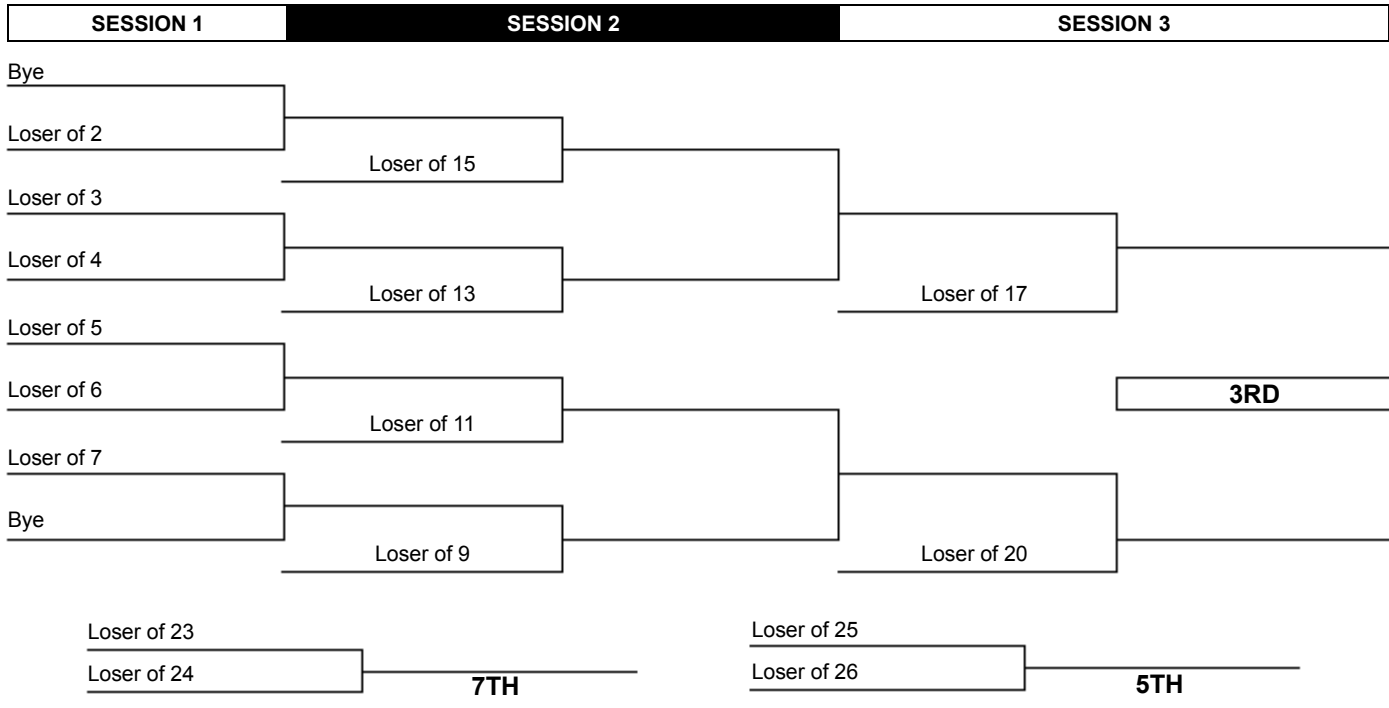 SESSION 1 SESSION 2 SESSION 3
Bye
Loser of 2
Loser of 15
Loser of 3
Loser of 4
Loser of 13
Loser of 17
Loser of 5
Loser of 6
3RD
Loser of 11
Loser of 7
Bye
Loser of 9
Loser of 20
Loser of 23
Loser of 24
7TH
Loser of 25
Loser of 26
5TH